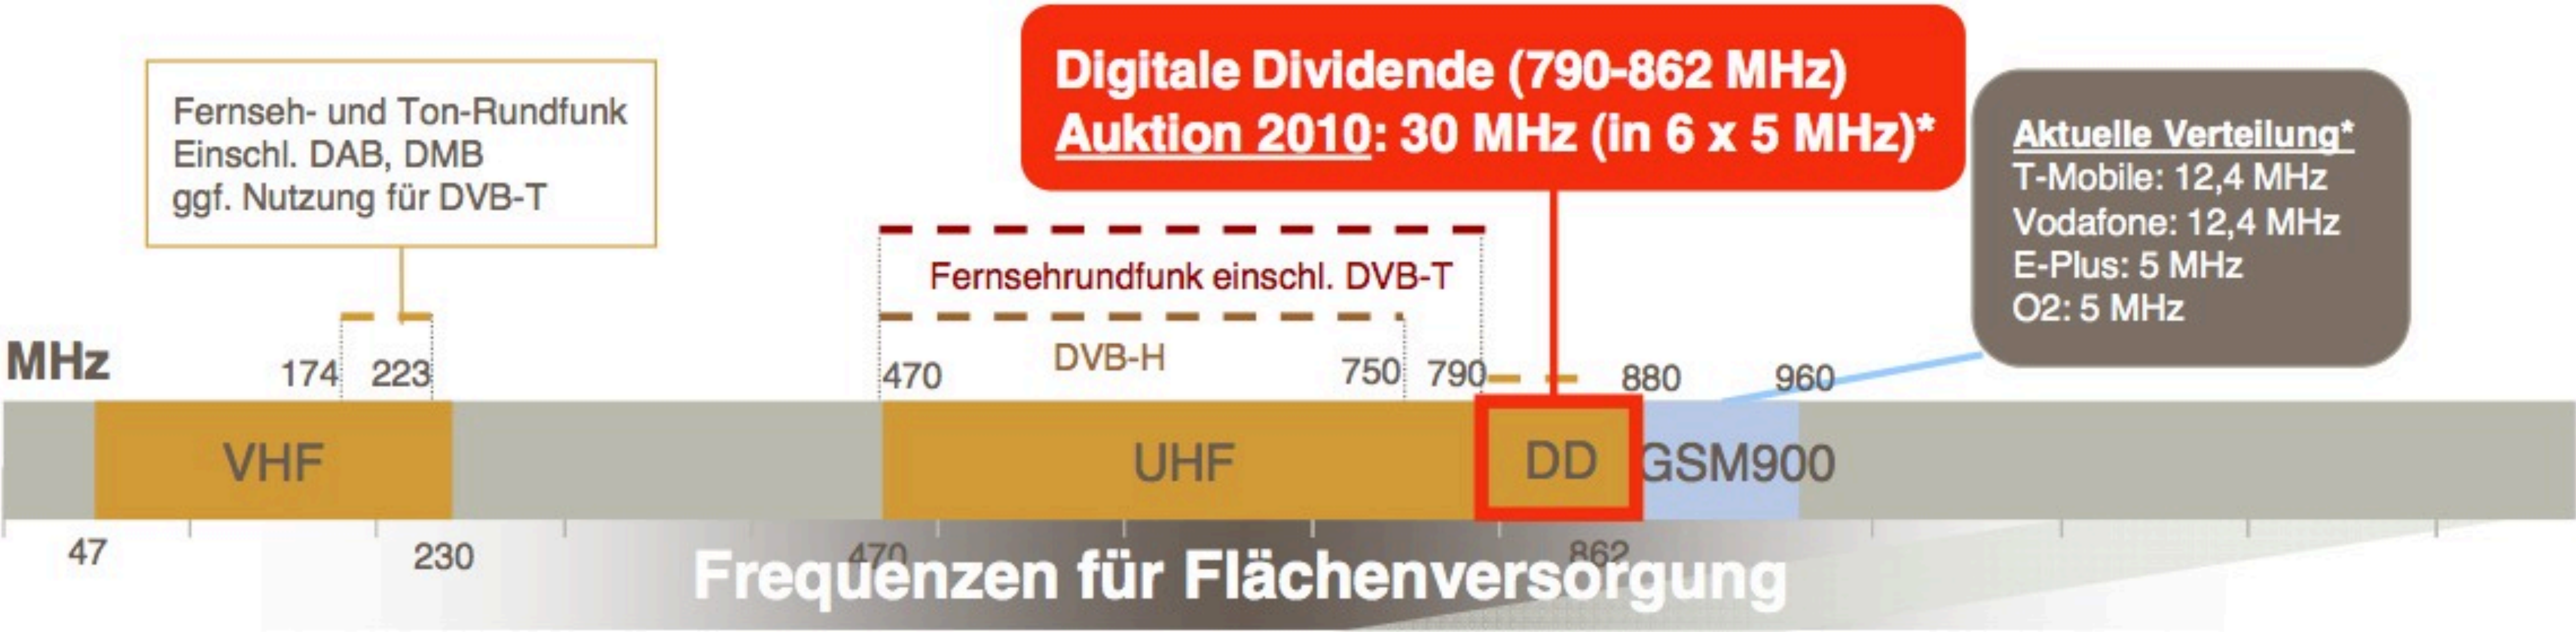 Digitale Dividende (790-862 MHz)
Auktion 2010: 30 MHz (in 6 x 5 MHz)*
Fernseh- und Ton-Rundfunk
Einschl. DAB, DMB
ggf. Nutzung für DVB-T
Aktuelle Verteilung*
T-Mobile: 12,4 MHz
Vodafone: 12,4 MHz
E-Plus: 5 MHz
O2: 5 MHz
Fernsehrundfunk einschl. DVB-T
DVB-H
MHz
174 223 470 750 790 880 960
VHF UHF DD GSM900
47 230 470 862
Frequenzen für Flächenversorgung